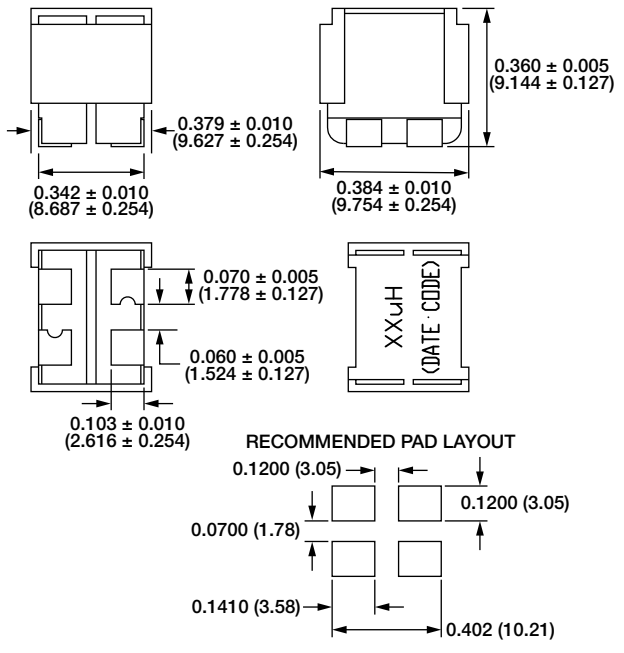 0.360 ± 0.005
(9.144 ± 0.127)
0.379 ± 0.010
(9.627 ± 0.254)
0.342 ± 0.010
(8.687 ± 0.254)
0.384 ± 0.010
(9.754 ± 0.254)
0.070 ± 0.005
(1.778 ± 0.127)
0.060 ± 0.005
(1.524 ± 0.127)
0.103 ± 0.010
(2.616 ± 0.254)
XXuH
(DATE CODE)
RECOMMENDED PAD LAYOUT
0.1200 (3.05)
0.1200 (3.05)
0.0700 (1.78)
0.1410 (3.58)
0.402 (10.21)